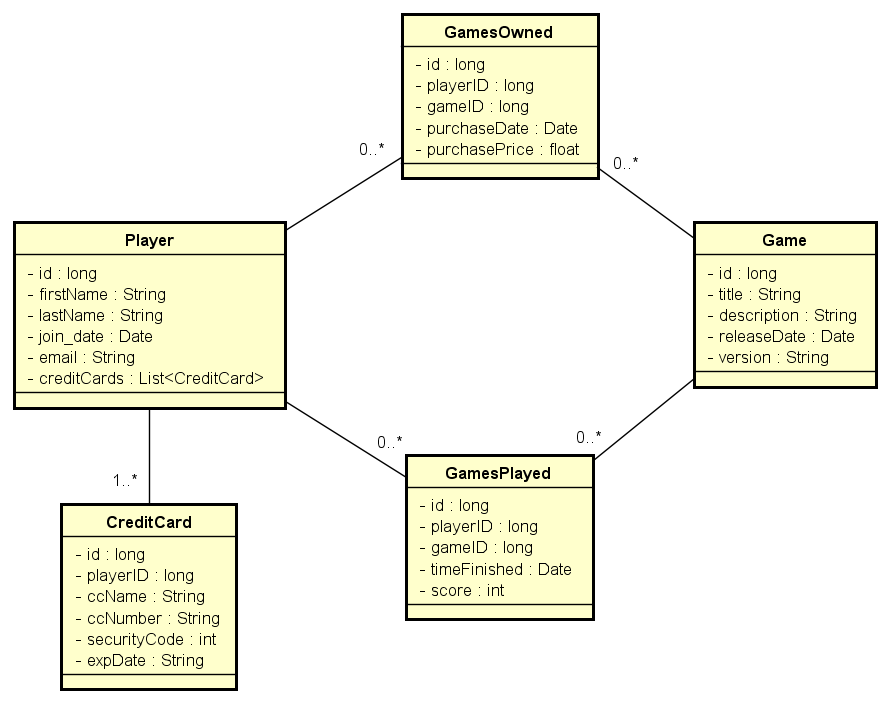 GamesOwned
- id : long
- playerID : long
- gameID : long
- purchaseDate : Date
- purchasePrice : float
0..*
0..*
Player
- id : long
- firstName : String
- lastName : String
- join_date : Date
- email : String
- creditCards : List<CreditCard>
Game
- id : long
- title : String
- description : String
- releaseDate : Date
- version : String
0..*
0..*
GamesPlayed
- id : long
- playerID : long
- gameID : long
- timeFinished : Date
- score : int
1..*
CreditCard
- id : long
- playerID : long
- ccName : String
- ccNumber : String
- securityCode : int
- expDate : String